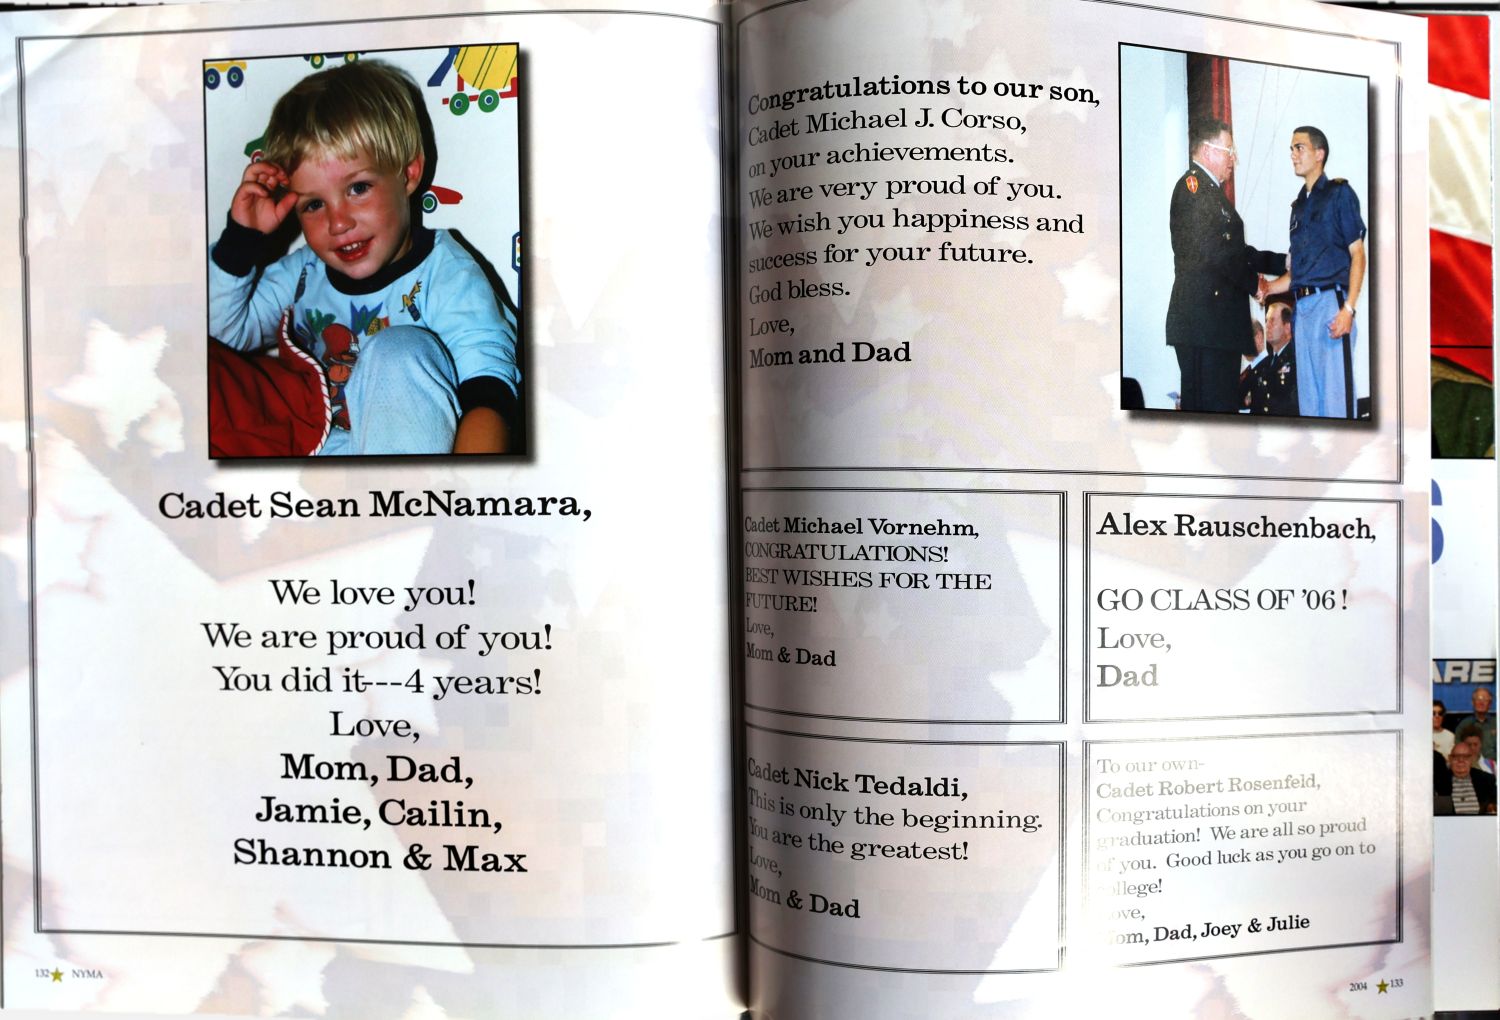 Cadet Sean McNamara,
We love you!
We are proud of you!
You did it---4 years!
Love,
Mom, Dad,
Jamie, Cailin,
Shannon & Max
132 NYMA
Congratulations to our son,
Cadet Michael J. Corso,
on your achievements.
We are very proud of you.
We wish you happiness and
success for your future.
God bless.
Love,
Mom and Dad
Cadet Michael Vornehm,
CONGRATULATIONS!
BEST WISHES FOR THE
FUTURE!
Love,
Mom & Dad
Alex Rauschenbach,
GO CLASS OF '06!
Love,
Dad
Cadet Nick Tedaldi,
This is only the beginning.
You are the greatest!
Love,
Mom & Dad
To our own-
Cadet Robert Rosenfeld,
Congratulations on your
graduation! We are all so proud
of you. Good luck as you go on to
college!
Love,
Mom, Dad, Joey & Julie
2004 133